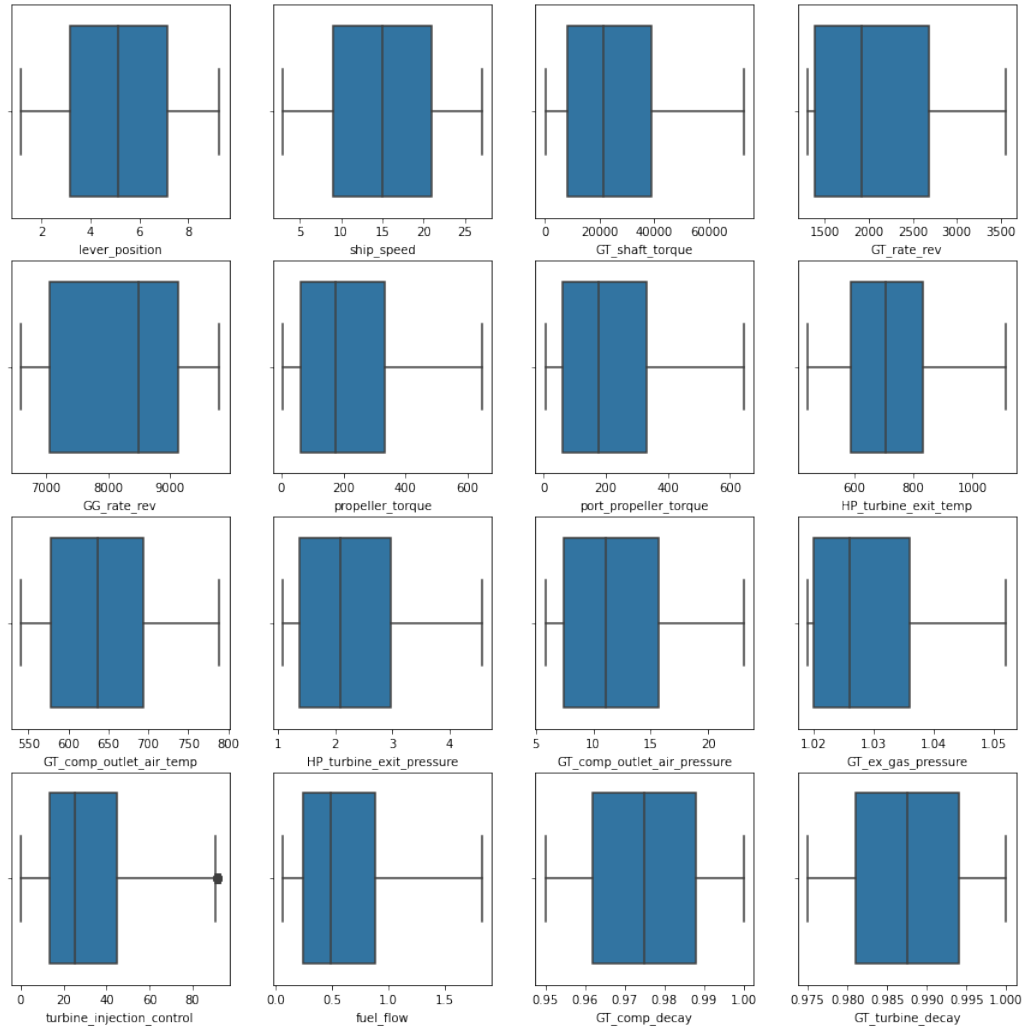 2 4 6 8
lever_position
5 10 15 20 25
ship_speed
0 20000 40000 60000
GT_shaft_torque
1500 2000 2500 3000 3500
GT_rate_rev
7000 8000 9000
GG_rate_rev
0 200 400 600
propeller_torque
0 200 400 600
port_propeller_torque
600 800 1000
HP_turbine_exit_temp
550 600 650 700 750 800
GT_comp_outlet_air_temp
1 2 3 4
HP_turbine_exit_pressure
5 10 15 20
GT_comp_outlet_air_pressure
1.02 1.03 1.04 1.05
GT_ex_gas_pressure
0 20 40 60 80
turbine_injection_control
0.0 0.5 1.0 1.5
fuel_flow
0.95 0.96 0.97 0.98 0.99 1.00
GT_comp_decay
0.975 0.980 0.985 0.990 0.995 1.000
GT_turbine_decay